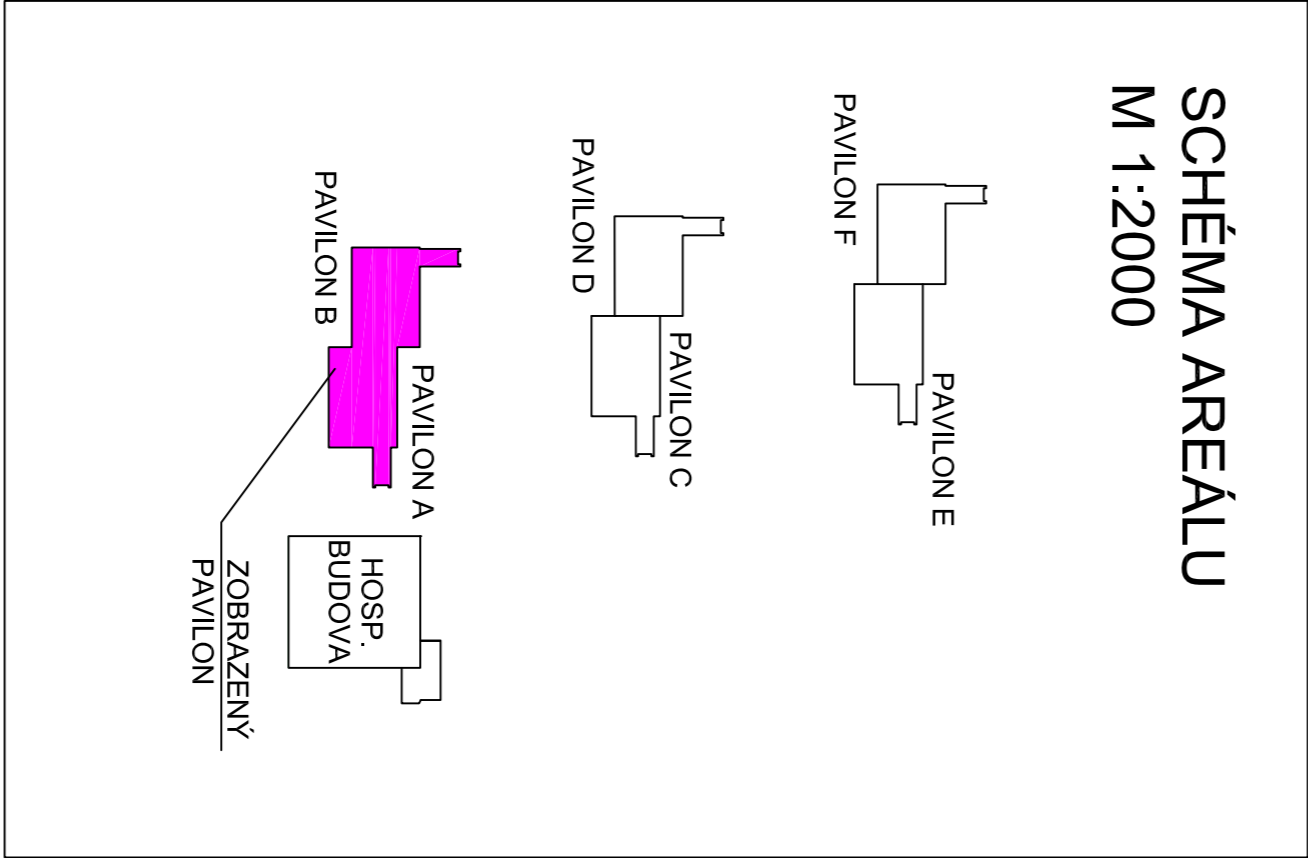 SCHÉMA AREÁLU
M 1:2000
PAVILON F
PAVILON E
PAVILON D
PAVILON C
PAVILON B
PAVILON A
HOSP.
BUDOVA
ZOBRAZENÝ
PAVILON